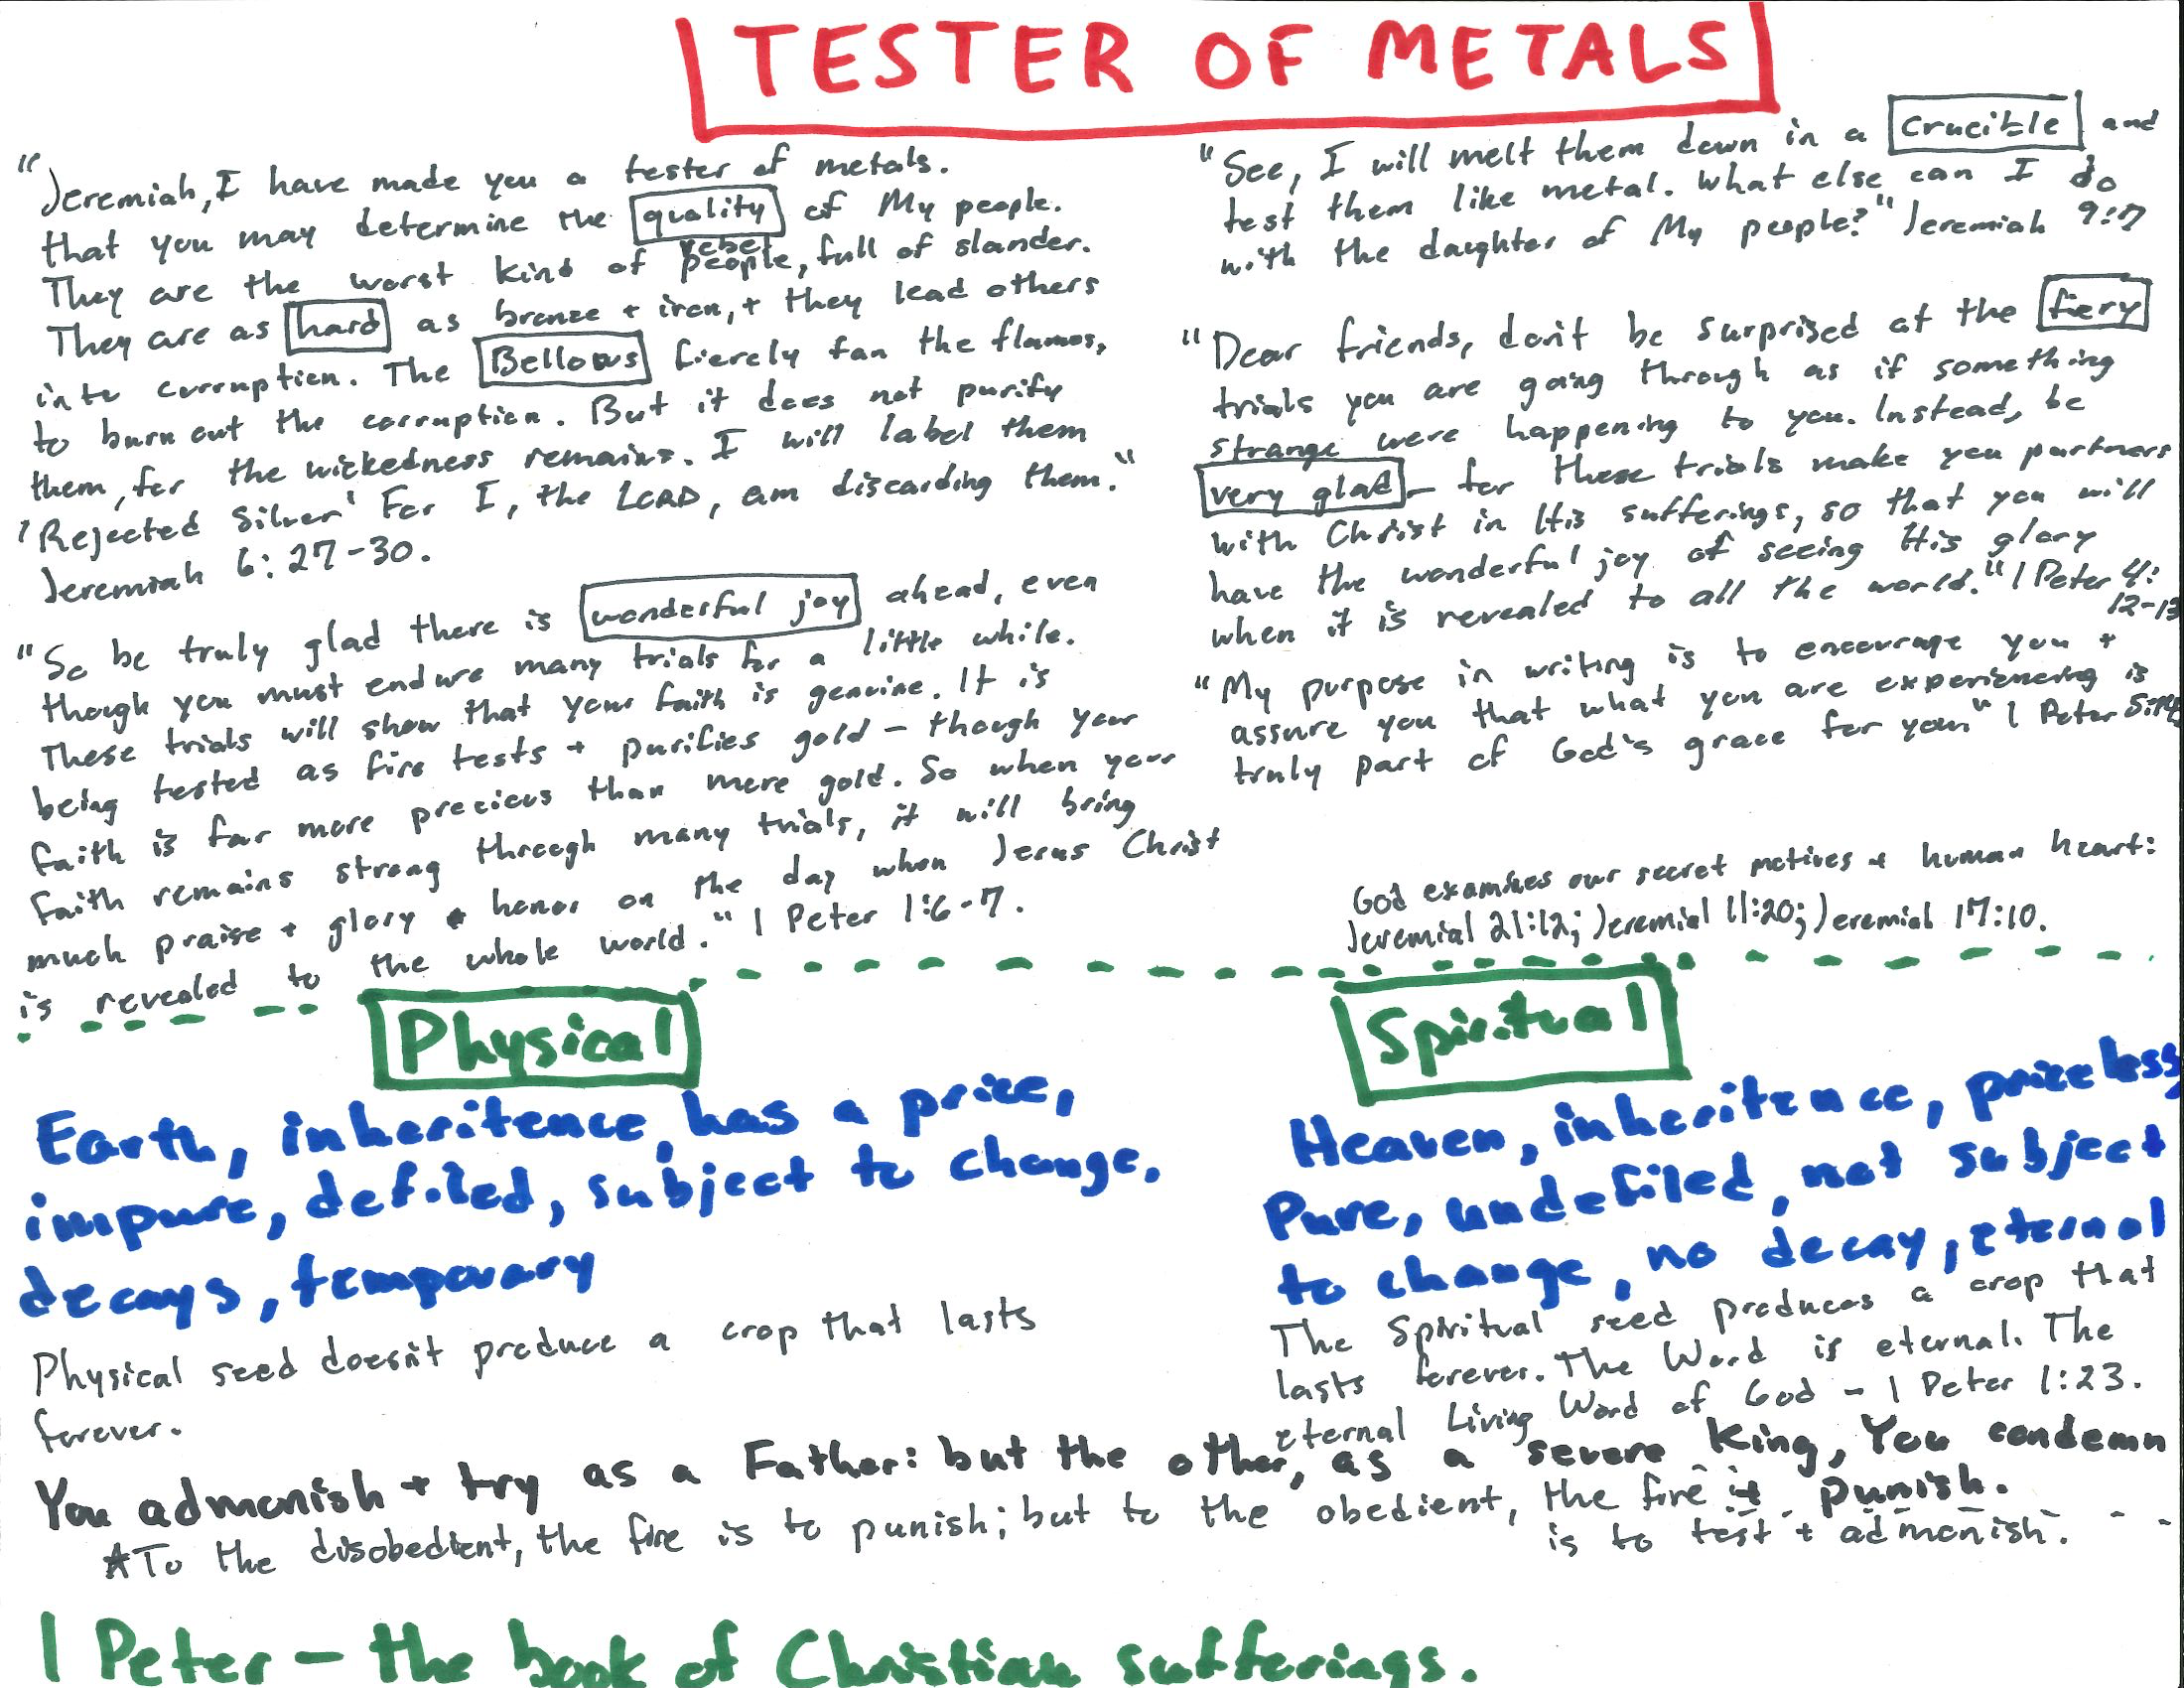 TESTER OF METALS
"Jeremiah, I have made you a tester of metals.
that you may determine the quality of My people.
They are the worst kind of rebel people, full of slander.
They are as hard as bronze + iron, + they lead others
into corruption. The Bellows fierely fan the flames,
to burn out the corruption. But it does not purify
them, for the wickedness remains. I will label them
'Rejected Silver' For I, the LORD, am discarding them."
Jeremiah 6:27-30.
"So be truly glad there is wonderful joy ahead, even
though you must endure many trials for a little while.
These trials will show that your faith is genuine. It is
being tested as fire tests + purifies gold - though your
faith is far more precious than mere gold. So when your
faith remains strong through many trials, it will bring
much praise + glory + honor on the day when Jesus Christ
is revealed to the whole world." 1 Peter 1:6-7.
"See, I will melt them down in a crucible and
test them like metal. What else can I do
with the daughter of My people?" Jeremiah 9:7
"Dear friends, don't be surprised at the fiery
trials you are going through as if something
strange were happening to you. Instead, be
very glad - for these trials make you partners
with Christ in His sufferings, so that you will
have the wonderful joy of seeing His glory
when it is revealed to all the world." 1 Peter 4:
12-13
"My purpose in writing is to encourage you +
assure you that what you are experiencing is
truly part of God's grace for you." 1 Peter 5:12
God examines our secret motives + human heart:
Jeremial 21:12; Jeremial 11:20; Jeremial 17:10.
Physical
Earth, inheritence, has a price,
impure, defiled, subject to change,
decays, temporary
Physical seed doesn't produce a crop that lasts
forever.
Spiritual
Heaven, inheritence, priceless
Pure, undefiled, not subject
to change, no decay, eternal
The Spiritual seed produces a crop that
lasts forever. The Word is eternal. The
eternal Living Word of God - 1 Peter 1:23.
You admonish + try as a Father: but the other, as a severe King, You condemn
+ punish.
*To the disobedient, the fire is to punish; but to the obedient, the fire
is to test + admonish.
1 Peter - the book of Christian sufferings.